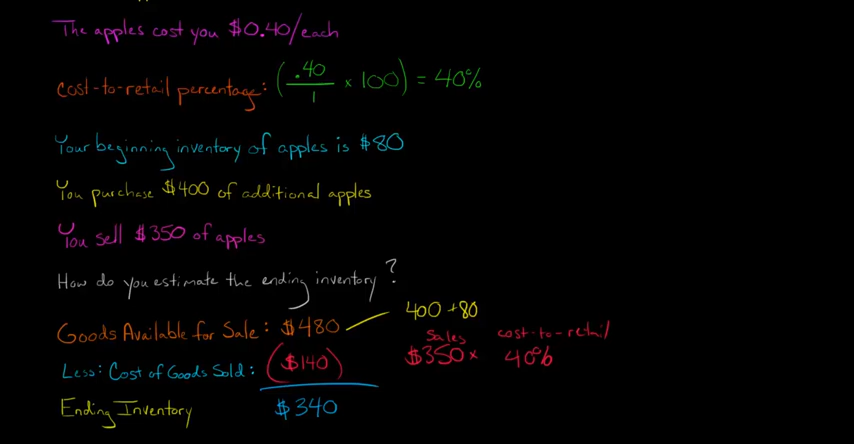 The apples cost you $0.40/each
cost-to-retail percentage: (.40/1 × 100) = 40%
Your beginning inventory of apples is $80
You purchase $400 of additional apples
You sell $350 of apples
How do you estimate the ending inventory?
400 + 80
Goods Available for Sale: $480
Sales cost-to-retail
$350 × 40%
Less: Cost of Goods Sold: ($140)
Ending Inventory $340